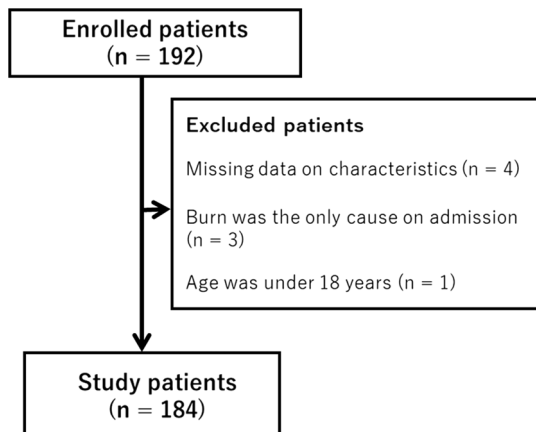 Enrolled patients
(n = 192)
Excluded patients
Missing data on characteristics (n = 4)
Burn was the only cause on admission
(n = 3)
Age was under 18 years (n = 1)
Study patients
(n = 184)